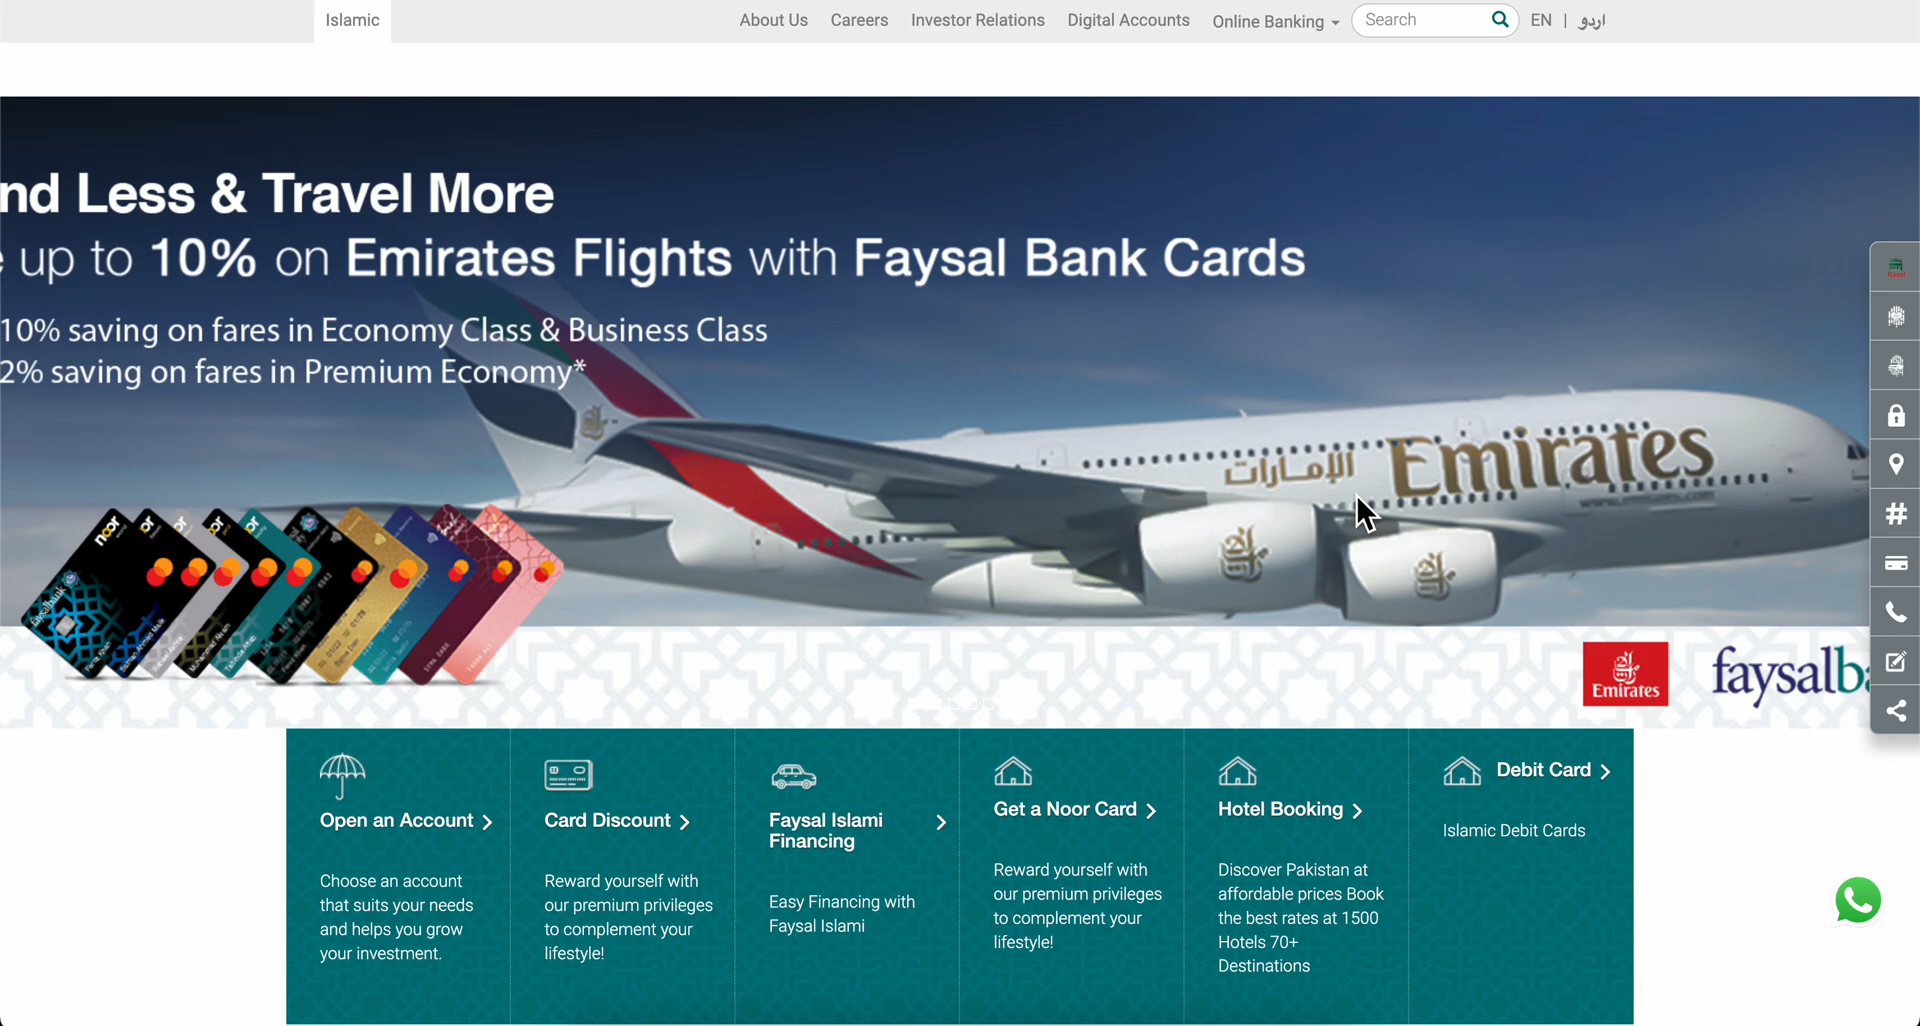 Islamic
About Us
Careers
Investor Relations
Digital Accounts
Online Banking
Search
EN | اردو
nd Less & Travel More
up to 10% on Emirates Flights with Faysal Bank Cards
10% saving on fares in Economy Class & Business Class
2% saving on fares in Premium Economy*
الإمارات Emirates
noor
faysalbank
Emirates
faysalba
Open an Account
Choose an account
that suits your needs
and helps you grow
your investment.
Card Discount
Reward yourself with
our premium privileges
to complement your
lifestyle!
Faysal Islami
Financing
Easy Financing with
Faysal Islami
Get a Noor Card
Reward yourself with
our premium privileges
to complement your
lifestyle!
Hotel Booking
Discover Pakistan at
affordable prices Book
the best rates at 1500
Hotels 70+
Destinations
Debit Card
Islamic Debit Cards